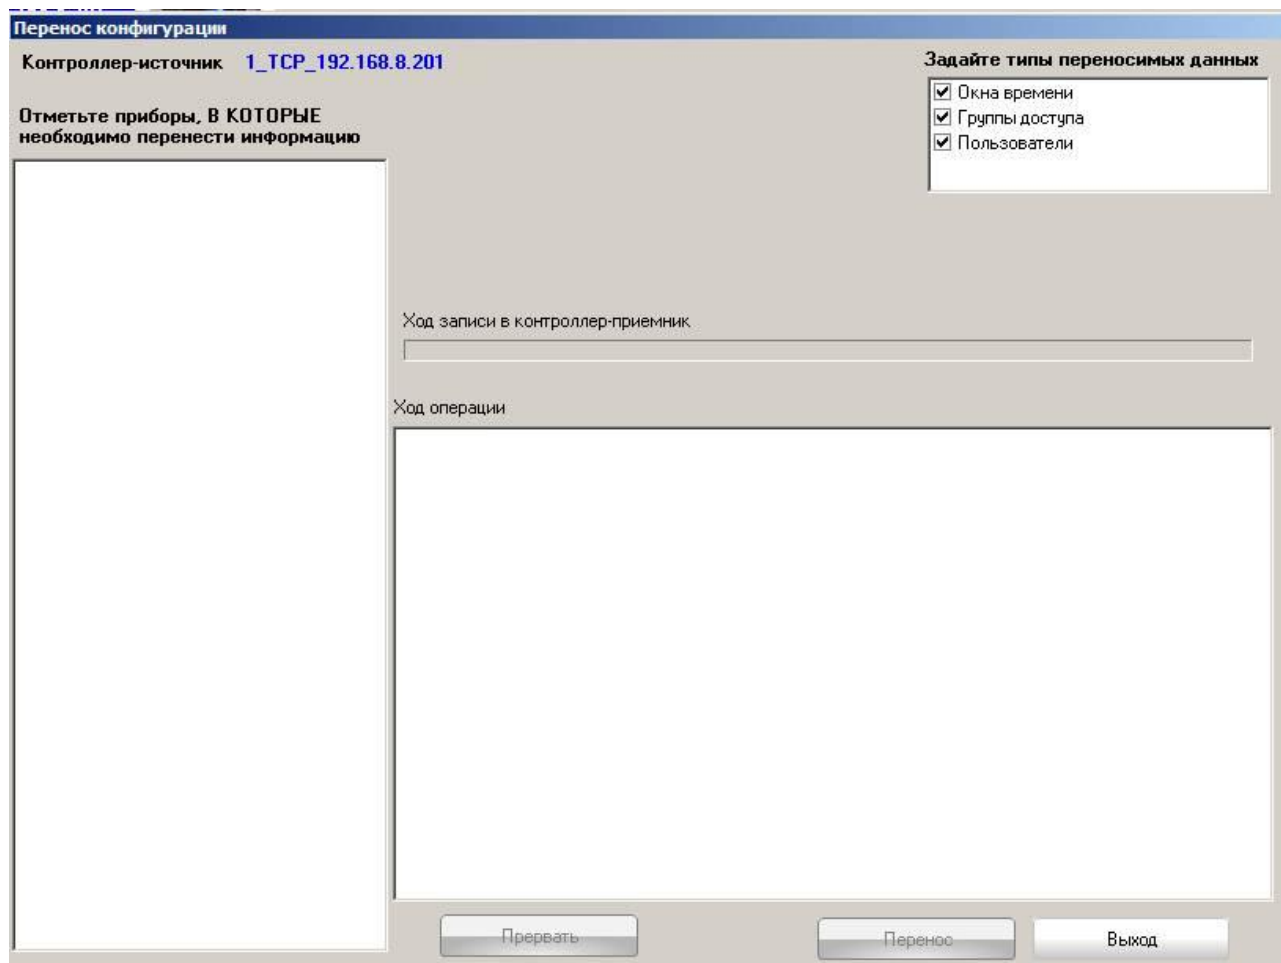 Перенос конфигурации
Контроллер-источник 1_TCP_192.168.8.201
Задайте типы переносимых данных
Окна времени
Группы доступа
Пользователи
Отметьте приборы, В КОТОРЫЕ
необходимо перенести информацию
Ход записи в контроллер-приемник
Ход операции
Прервать
Перенос
Выход